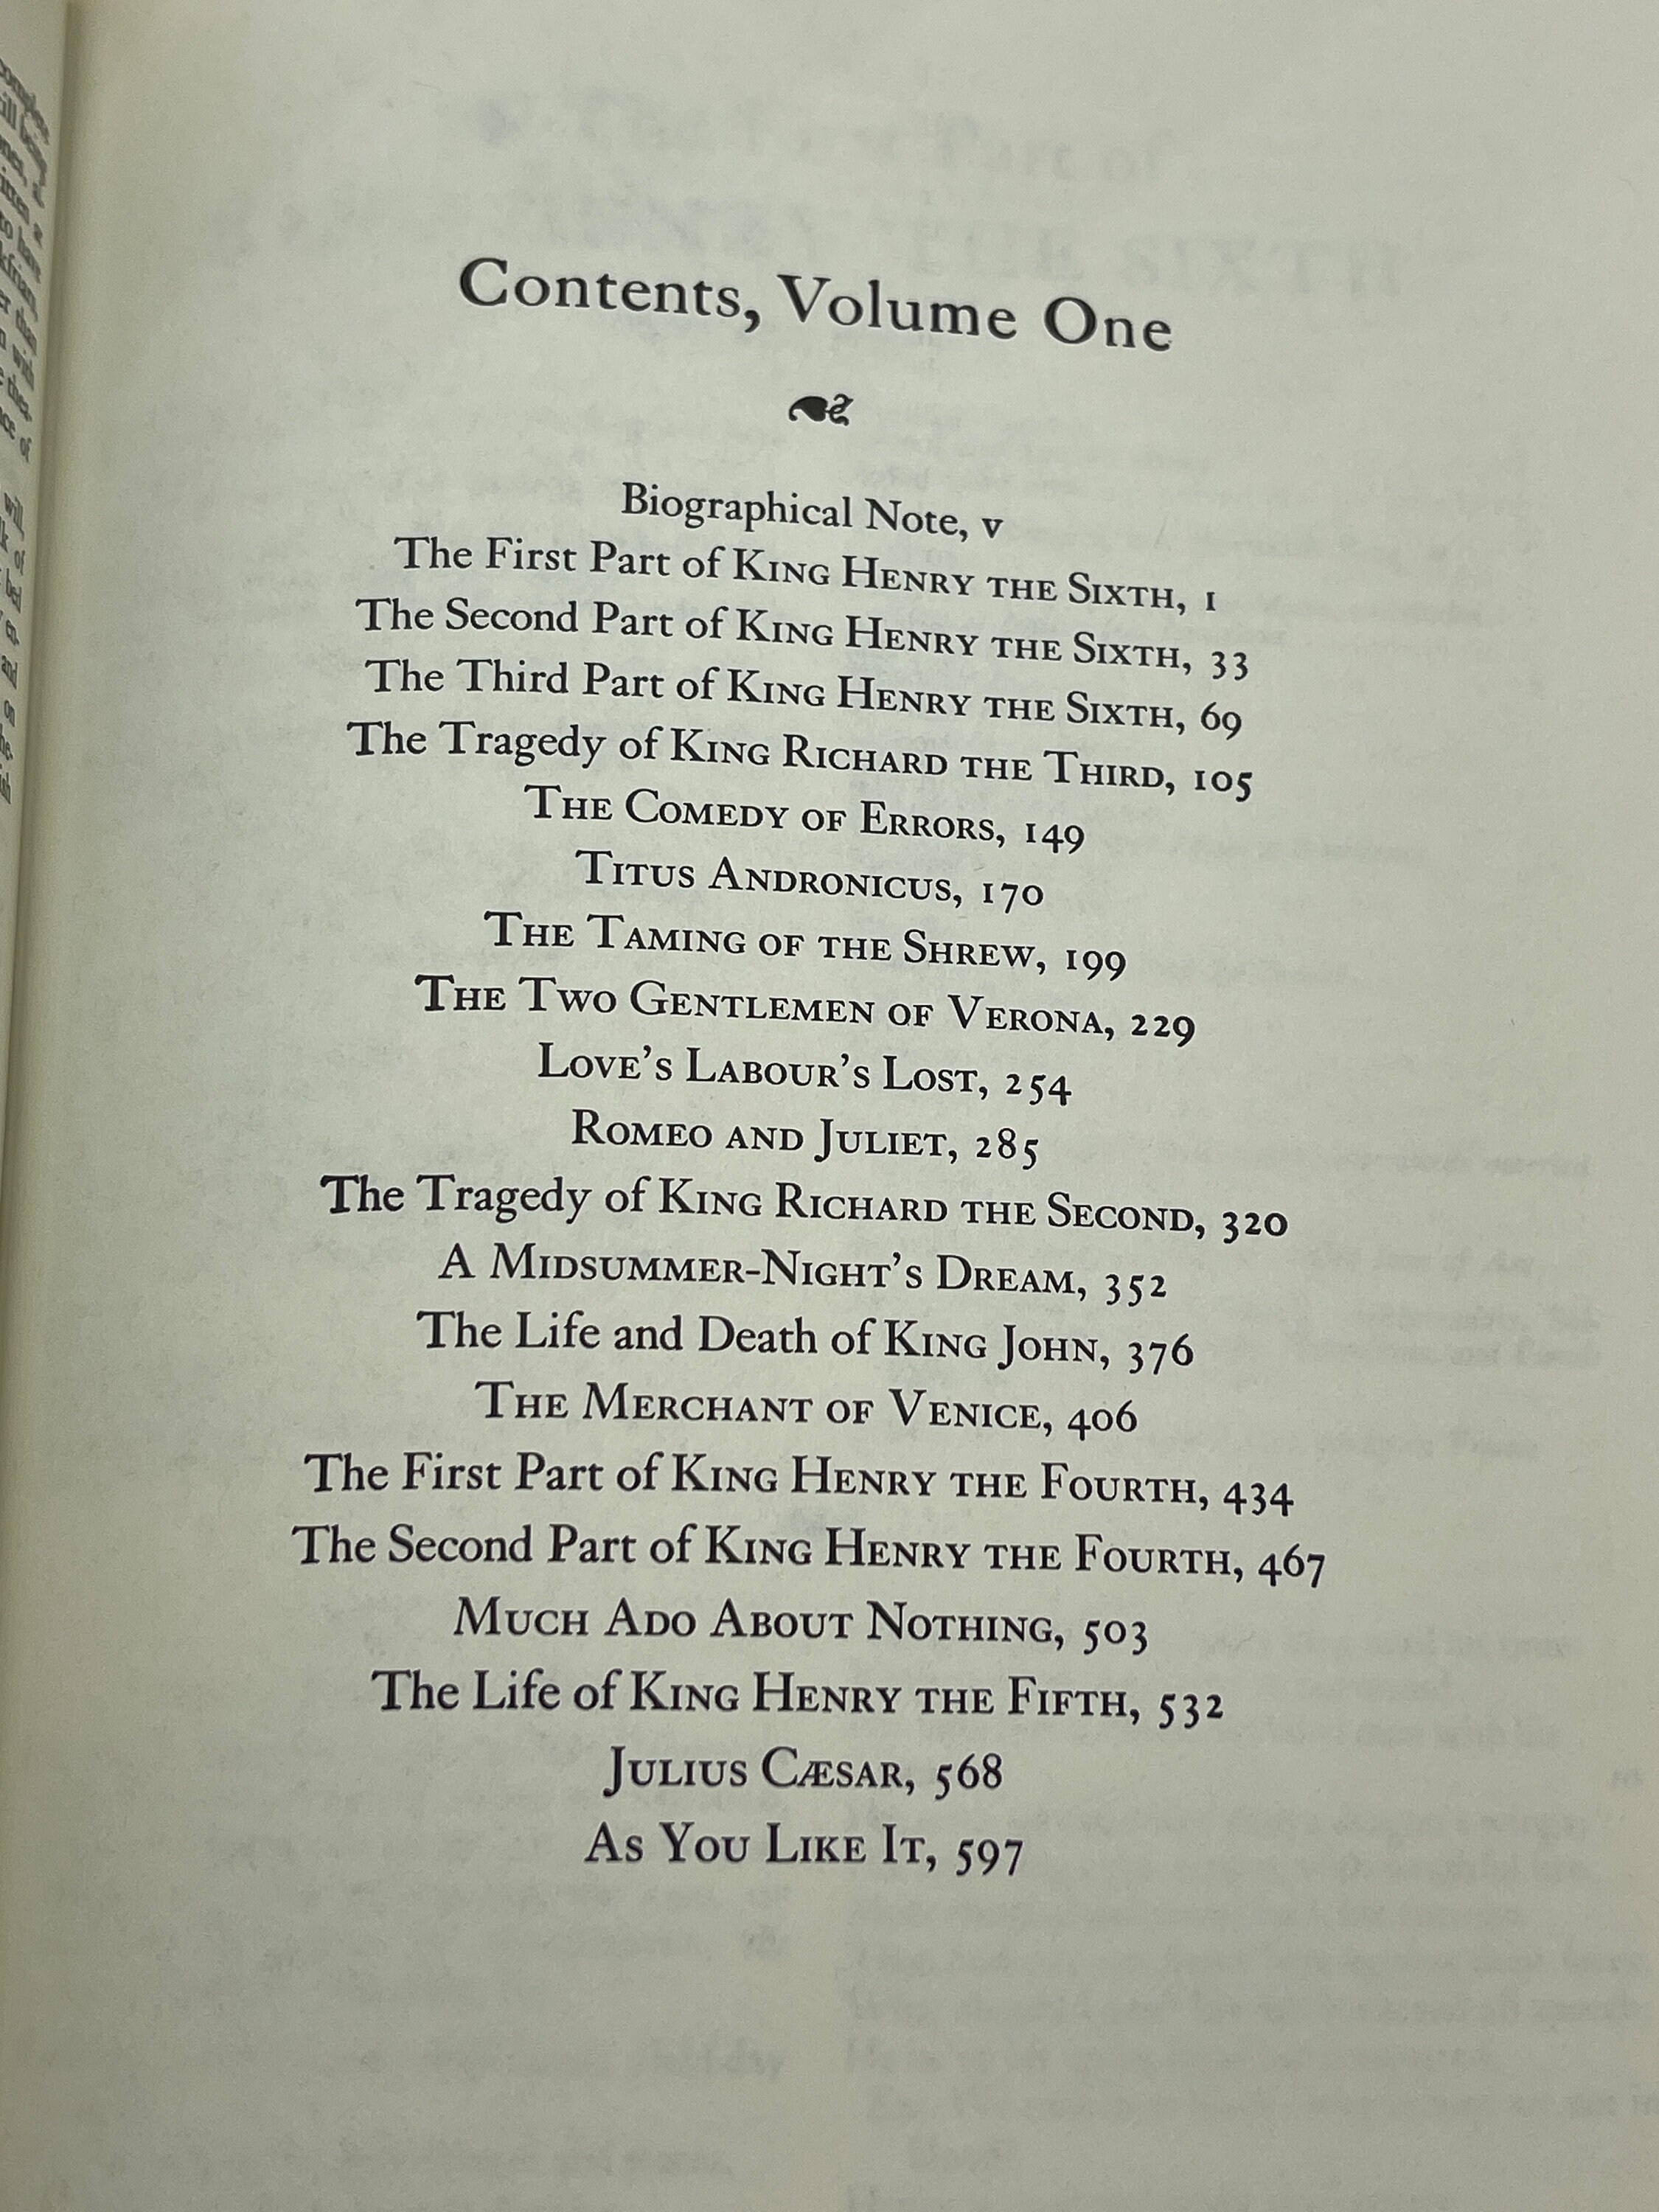 Contents, Volume One
Biographical Note, v
The First Part of KING HENRY THE SIXTH, 1
The Second Part of KING HENRY THE SIXTH, 33
The Third Part of KING HENRY THE SIXTH, 69
The Tragedy of KING RICHARD THE THIRD, 105
THE COMEDY OF ERRORS, 149
TITUS ANDRONICUS, 170
THE TAMING OF THE SHREW, 199
THE TWO GENTLEMEN OF VERONA, 229
LOVE'S LABOUR'S LOST, 254
ROMEO AND JULIET, 285
The Tragedy of KING RICHARD THE SECOND, 320
A MIDSUMMER-NIGHT'S DREAM, 352
The Life and Death of KING JOHN, 376
THE MERCHANT OF VENICE, 406
The First Part of KING HENRY THE FOURTH, 434
The Second Part of KING HENRY THE FOURTH, 467
MUCH ADO ABOUT NOTHING, 503
The Life of KING HENRY THE FIFTH, 532
JULIUS CÆSAR, 568
AS YOU LIKE IT, 597